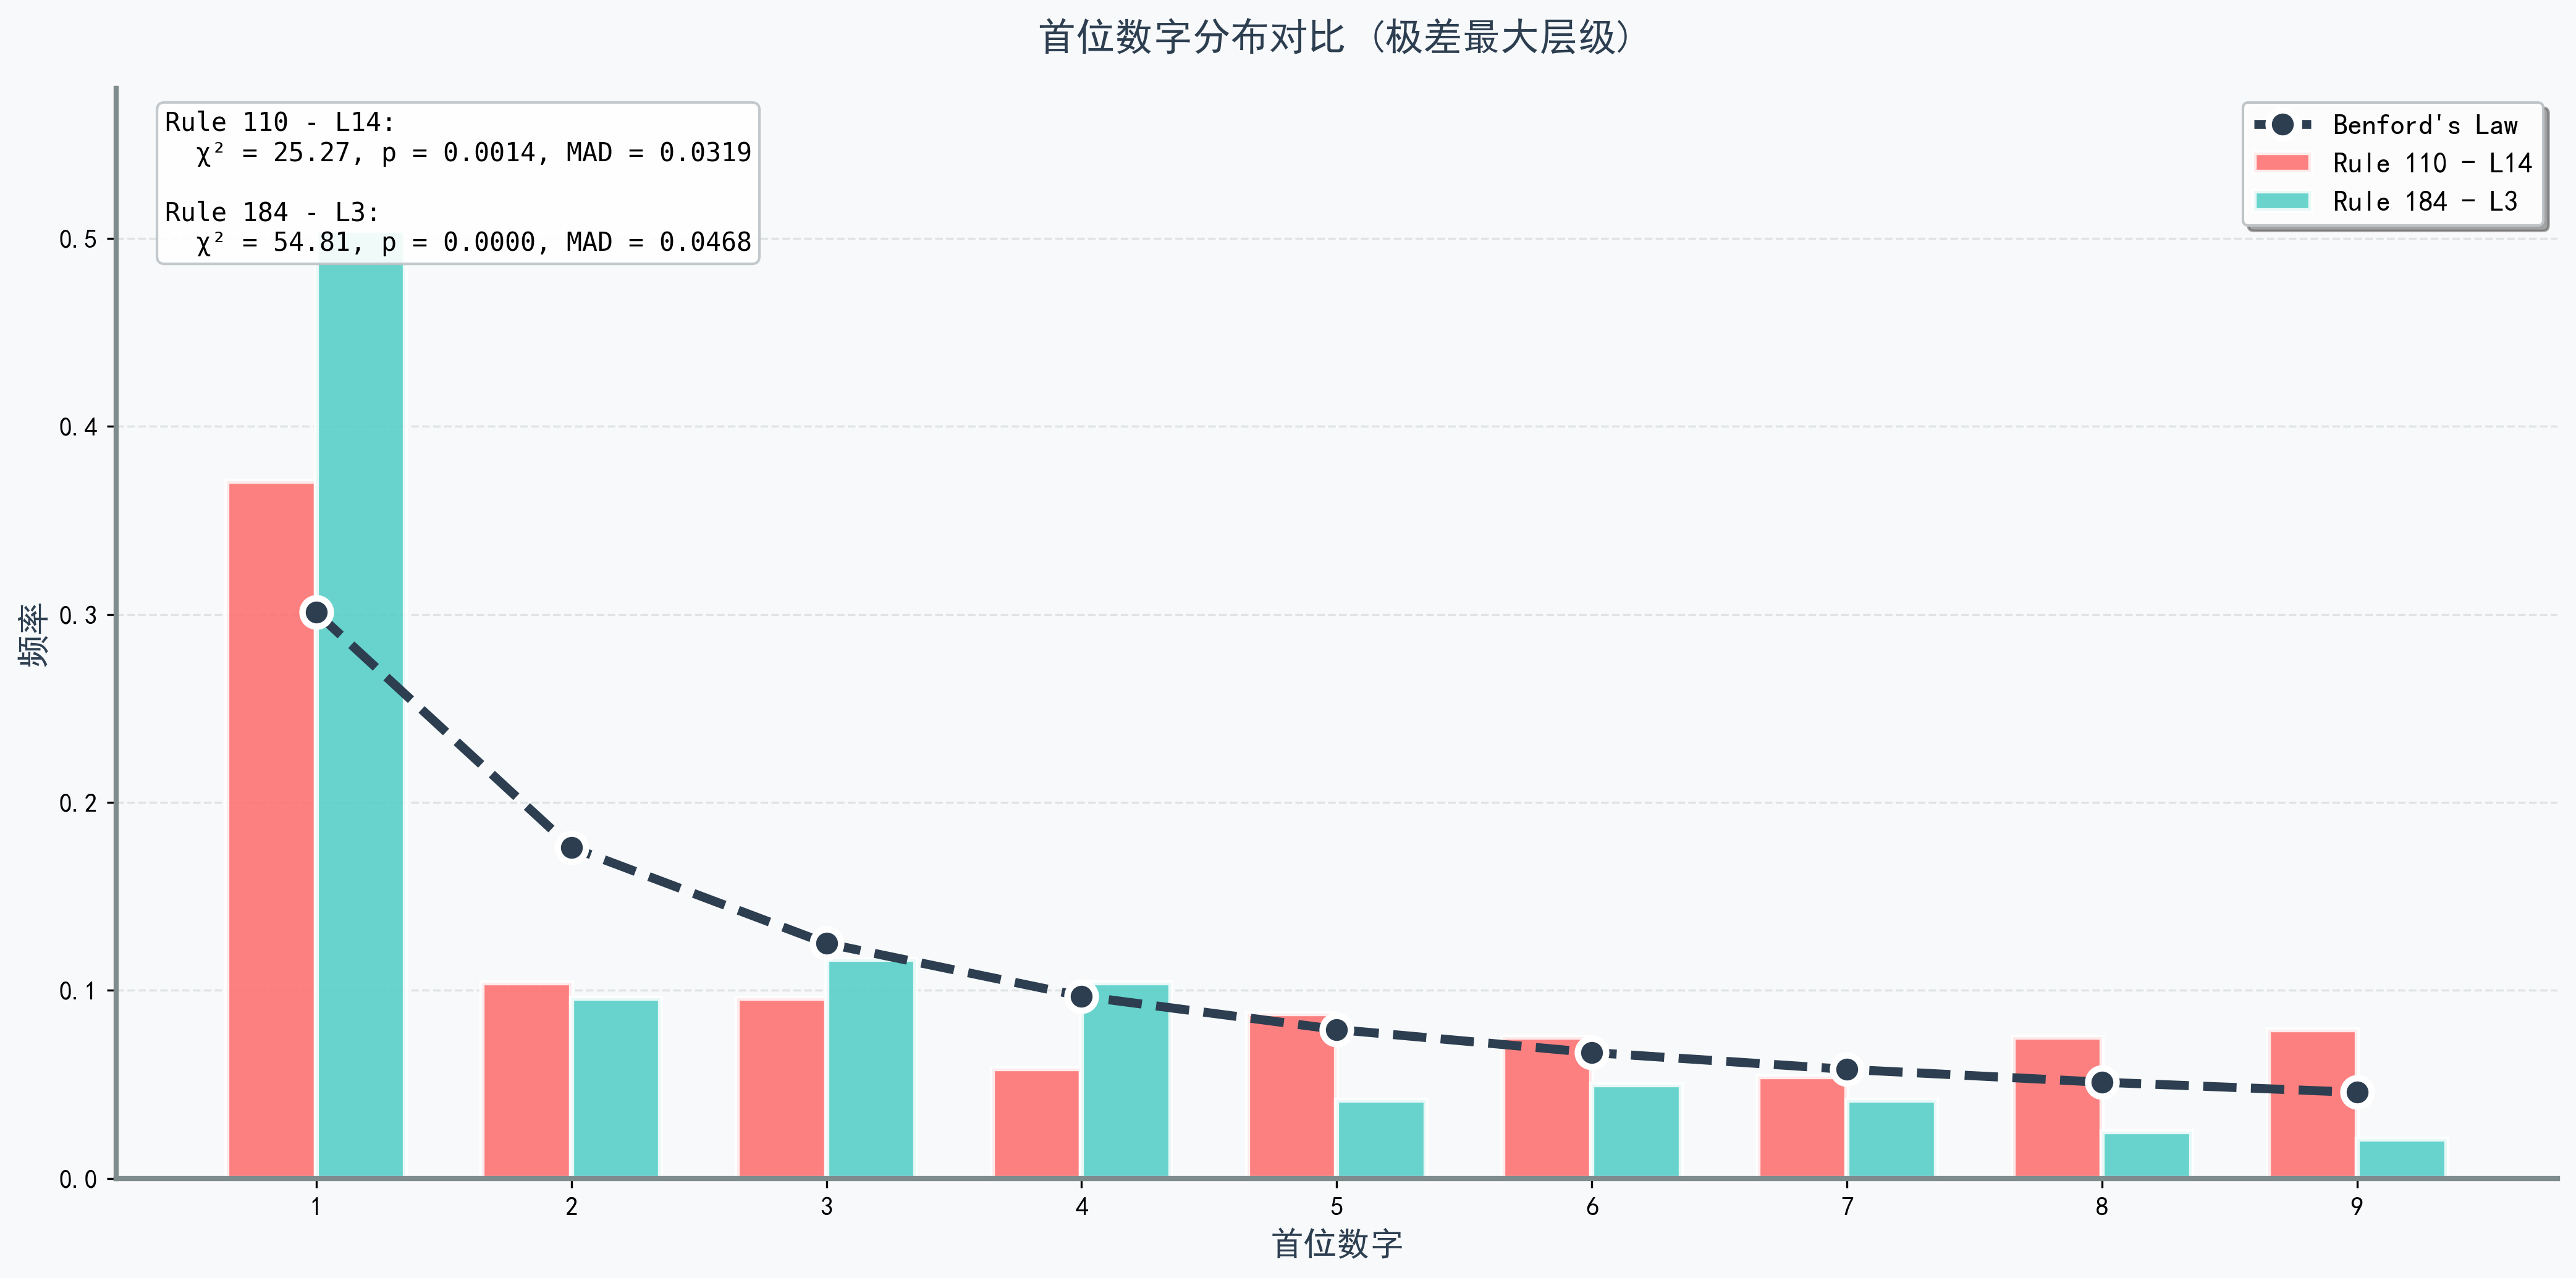 首位数字分布对比 (极差最大层级)
Rule 110 - L14:
χ² = 25.27, p = 0.0014, MAD = 0.0319
Rule 184 - L3:
χ² = 54.81, p = 0.0000, MAD = 0.0468
Benford's Law
Rule 110 - L14
Rule 184 - L3
频率
0.5
0.4
0.3
0.2
0.1
0.0
1 2 3 4 5 6 7 8 9
首位数字